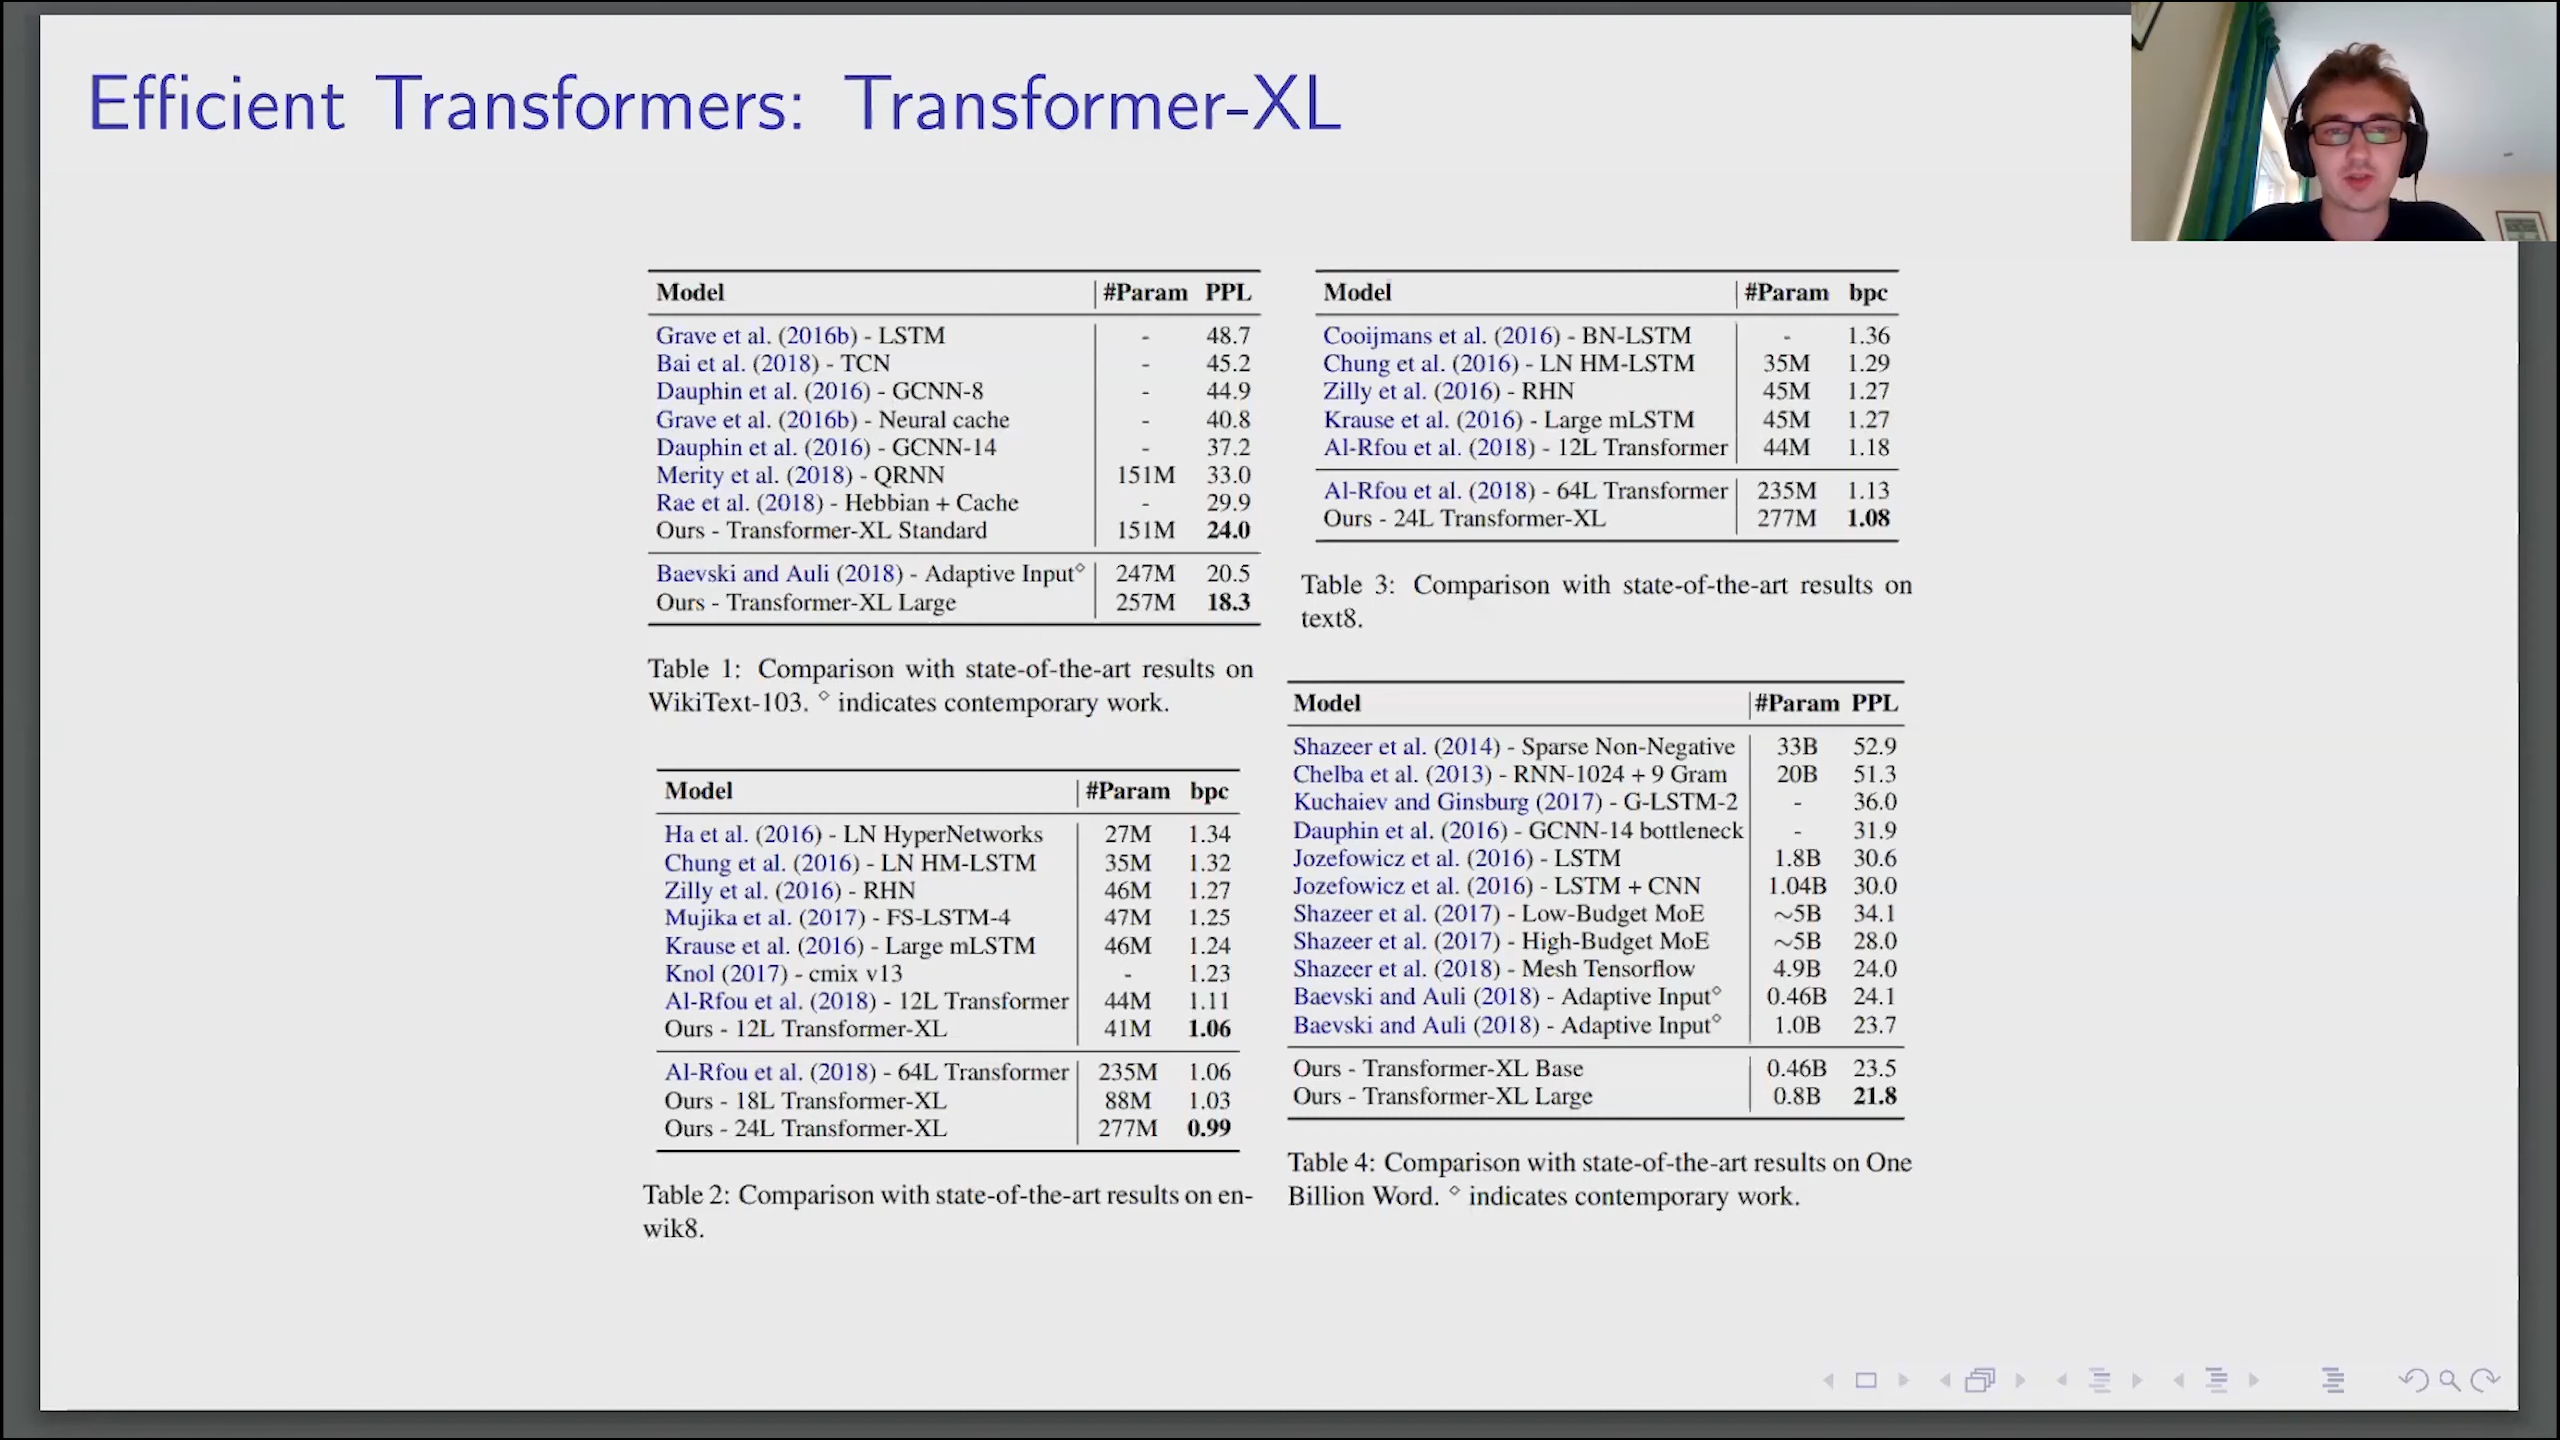 Efficient Transformers: Transformer-XL
Model #Param PPL
Grave et al. (2016b) - LSTM - 48.7
Bai et al. (2018) - TCN - 45.2
Dauphin et al. (2016) - GCNN-8 - 44.9
Grave et al. (2016b) - Neural cache - 40.8
Dauphin et al. (2016) - GCNN-14 - 37.2
Merity et al. (2018) - QRNN 151M 33.0
Rae et al. (2018) - Hebbian + Cache - 29.9
Ours - Transformer-XL Standard 151M 24.0
Baevski and Auli (2018) - Adaptive Input⋄ 247M 20.5
Ours - Transformer-XL Large 257M 18.3
Table 1: Comparison with state-of-the-art results on
WikiText-103. ⋄ indicates contemporary work.
Model #Param bpc
Ha et al. (2016) - LN HyperNetworks 27M 1.34
Chung et al. (2016) - LN HM-LSTM 35M 1.32
Zilly et al. (2016) - RHN 46M 1.27
Mujika et al. (2017) - FS-LSTM-4 47M 1.25
Krause et al. (2016) - Large mLSTM 46M 1.24
Knol (2017) - cmix v13 - 1.23
Al-Rfou et al. (2018) - 12L Transformer 44M 1.11
Ours - 12L Transformer-XL 41M 1.06
Al-Rfou et al. (2018) - 64L Transformer 235M 1.06
Ours - 18L Transformer-XL 88M 1.03
Ours - 24L Transformer-XL 277M 0.99
Table 2: Comparison with state-of-the-art results on en-
wik8.
Model #Param bpc
Cooijmans et al. (2016) - BN-LSTM - 1.36
Chung et al. (2016) - LN HM-LSTM 35M 1.29
Zilly et al. (2016) - RHN 45M 1.27
Krause et al. (2016) - Large mLSTM 45M 1.27
Al-Rfou et al. (2018) - 12L Transformer 44M 1.18
Al-Rfou et al. (2018) - 64L Transformer 235M 1.13
Ours - 24L Transformer-XL 277M 1.08
Table 3: Comparison with state-of-the-art results on
text8.
Model #Param PPL
Shazeer et al. (2014) - Sparse Non-Negative 33B 52.9
Chelba et al. (2013) - RNN-1024 + 9 Gram 20B 51.3
Kuchaiev and Ginsburg (2017) - G-LSTM-2 - 36.0
Dauphin et al. (2016) - GCNN-14 bottleneck - 31.9
Jozefowicz et al. (2016) - LSTM 1.8B 30.6
Jozefowicz et al. (2016) - LSTM + CNN 1.04B 30.0
Shazeer et al. (2017) - Low-Budget MoE ~5B 34.1
Shazeer et al. (2017) - High-Budget MoE ~5B 28.0
Shazeer et al. (2018) - Mesh Tensorflow 4.9B 24.0
Baevski and Auli (2018) - Adaptive Input⋄ 0.46B 24.1
Baevski and Auli (2018) - Adaptive Input⋄ 1.0B 23.7
Ours - Transformer-XL Base 0.46B 23.5
Ours - Transformer-XL Large 0.8B 21.8
Table 4: Comparison with state-of-the-art results on One
Billion Word. ⋄ indicates contemporary work.